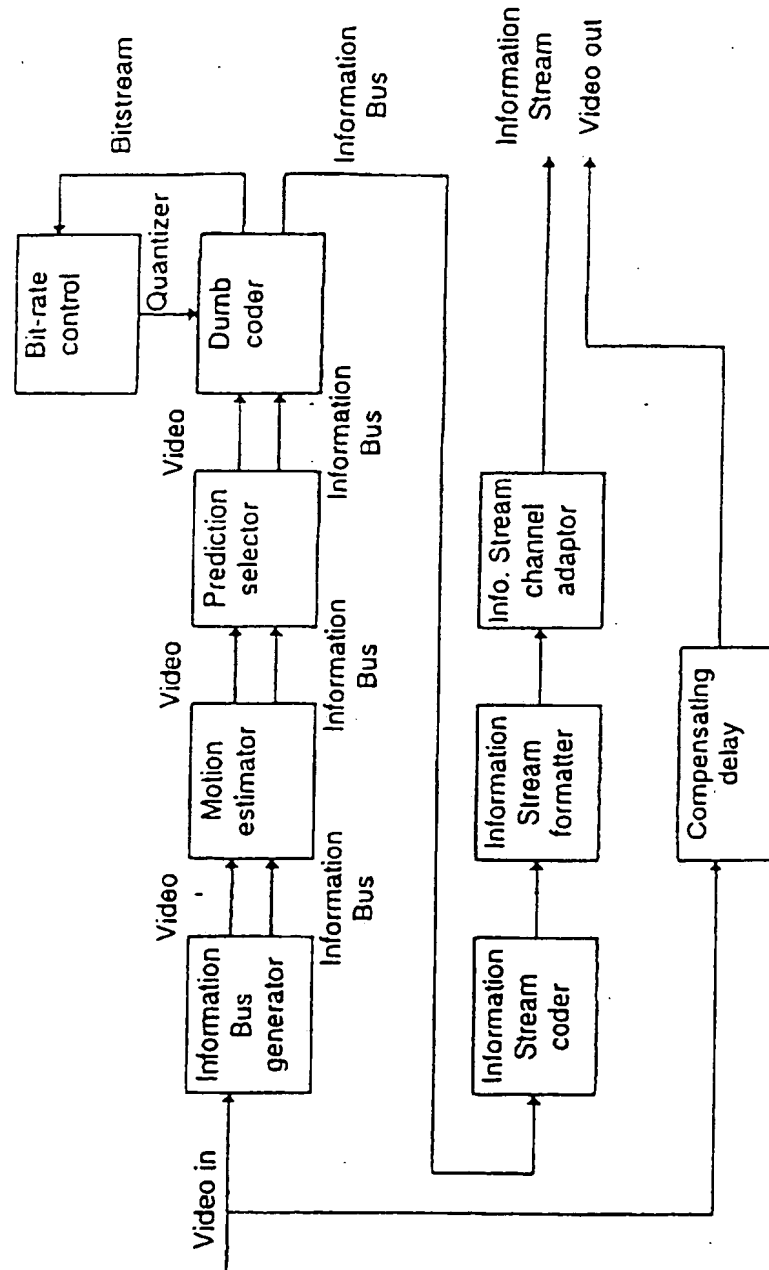 Video in
Information
Bus
generator
Video
Information
Bus
Motion
estimator
Video
Information
Bus
Prediction
selector
Video
Information
Bus
Bit-rate
control
Quantizer
Dumb
coder
Bitstream
Information
Bus
Information
Stream
coder
Information
Stream
formatter
Info. Stream
channel
adaptor
Information
Stream
Video out
Compensating
delay